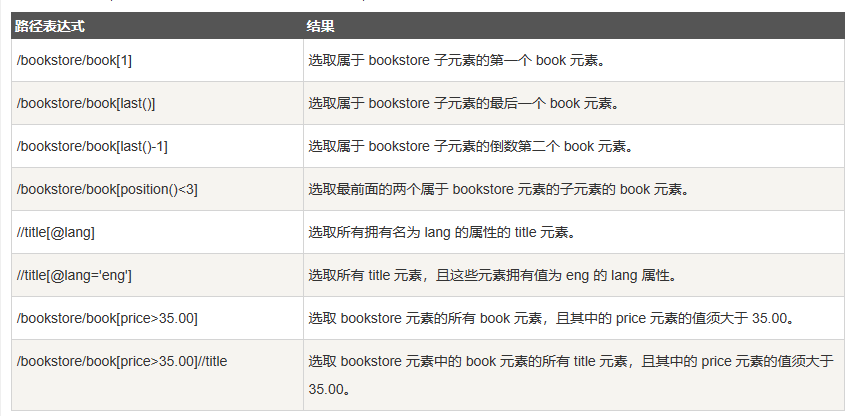 路径表达式 结果
/bookstore/book[1] 选取属于 bookstore 子元素的第一个 book 元素。
/bookstore/book[last()] 选取属于 bookstore 子元素的最后一个 book 元素。
/bookstore/book[last()-1] 选取属于 bookstore 子元素的倒数第二个 book 元素。
/bookstore/book[position()<3] 选取最前面的两个属于 bookstore 元素的子元素的 book 元素。
//title[@lang] 选取所有拥有名为 lang 的属性的 title 元素。
//title[@lang='eng'] 选取所有 title 元素，且这些元素拥有值为 eng 的 lang 属性。
/bookstore/book[price>35.00] 选取 bookstore 元素的所有 book 元素，且其中的 price 元素的值须大于 35.00。
/bookstore/book[price>35.00]//title 选取 bookstore 元素中的 book 元素的所有 title 元素，且其中的 price 元素的值须大于
35.00。